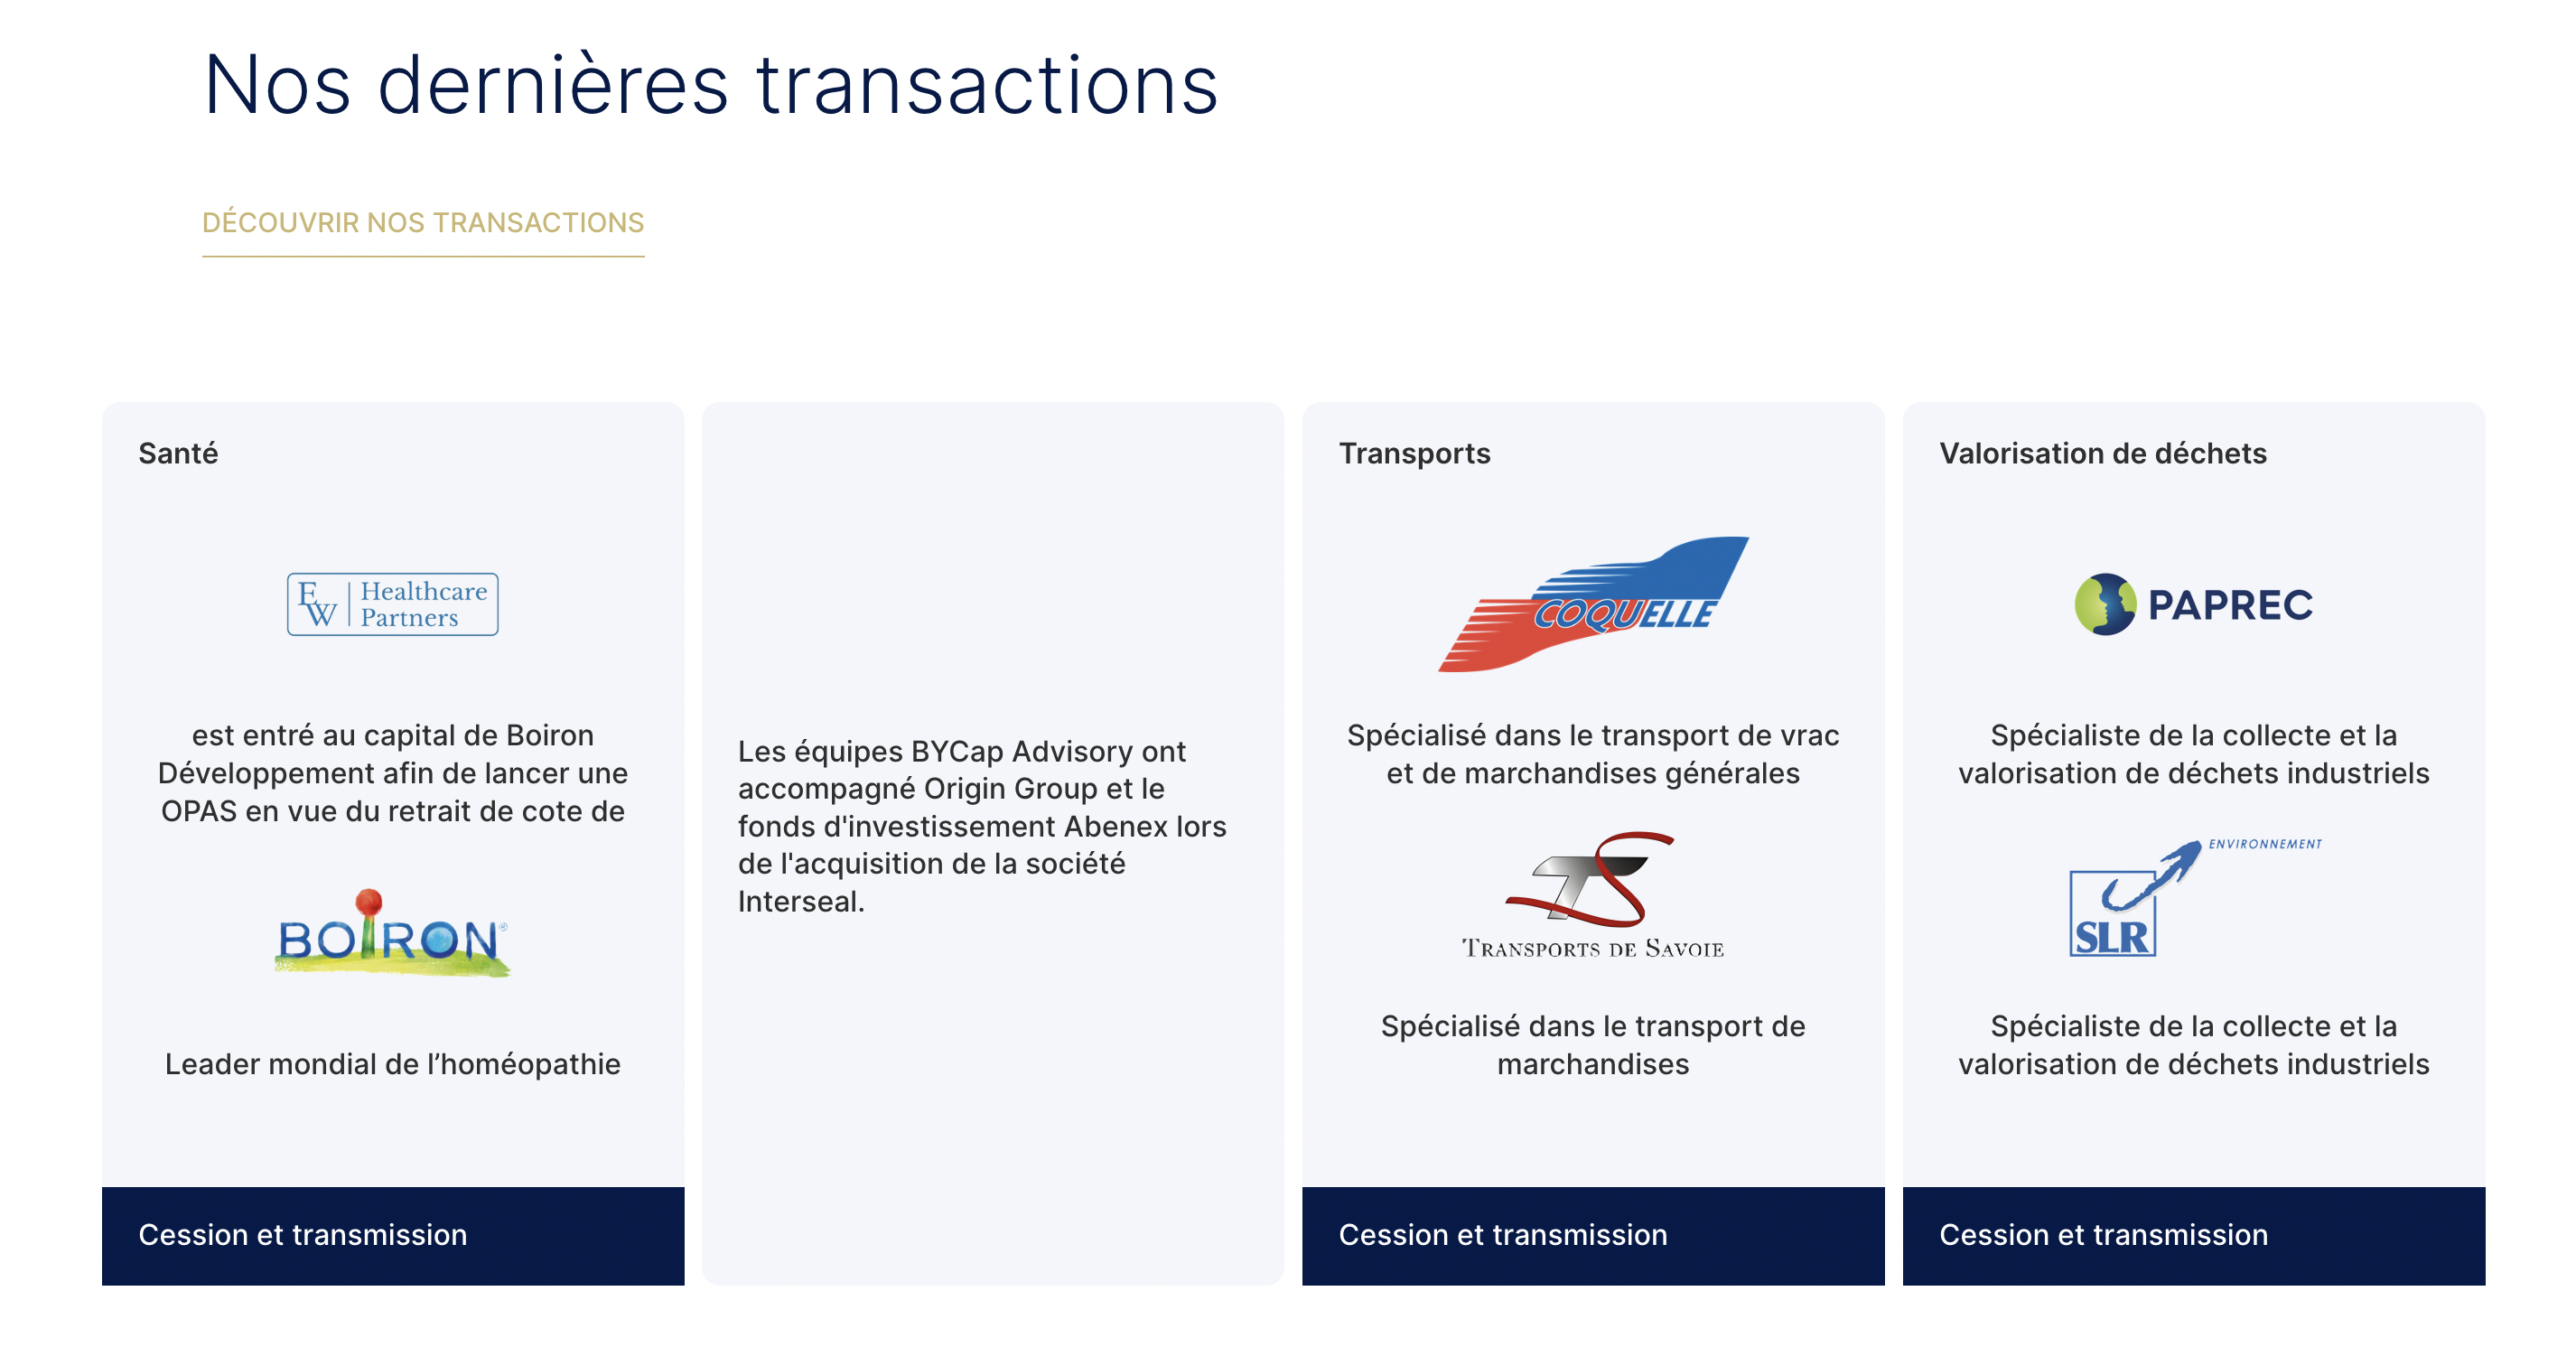 Nos dernières transactions
DÉCOUVRIR NOS TRANSACTIONS
Santé
EW Healthcare
Partners
est entré au capital de Boiron
Développement afin de lancer une
OPAS en vue du retrait de cote de
BOIRON®
Leader mondial de l’homéopathie
Cession et transmission
Les équipes BYCap Advisory ont
accompagné Origin Group et le
fonds d'investissement Abenex lors
de l'acquisition de la société
Interseal.
Transports
COQUELLE
Spécialisé dans le transport de vrac
et de marchandises générales
TS
TRANSPORTS DE SAVOIE
Spécialisé dans le transport de
marchandises
Cession et transmission
Valorisation de déchets
PAPREC
Spécialiste de la collecte et la
valorisation de déchets industriels
ENVIRONNEMENT
SLR
Spécialiste de la collecte et la
valorisation de déchets industriels
Cession et transmission